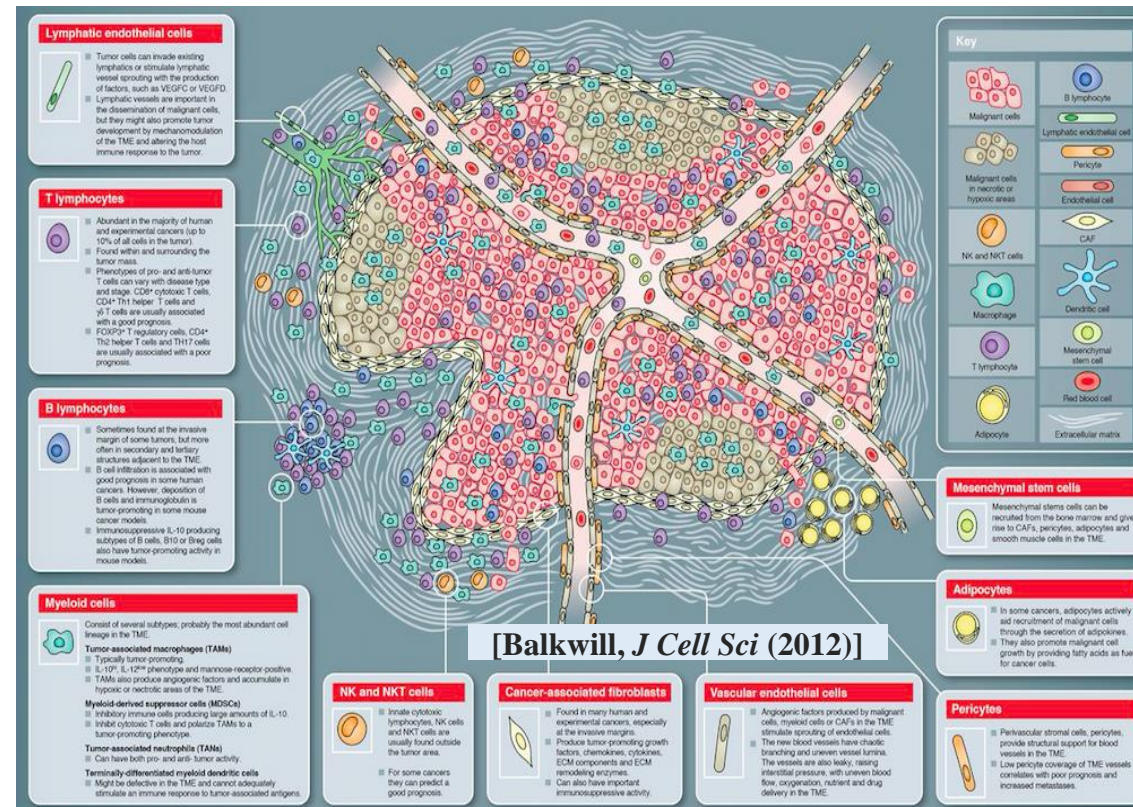 Lymphatic endothelial cells
Tumor cells can invade existing
lymphatics or stimulate lymphatic
vessel sprouting with the production
of factors, such as VEGFC or VEGFD.
Lymphatic vessels are important in
the dissemination of malignant cells,
but they might also promote tumor
development by mechanomodulation
of the TME and altering the host
immune response to the tumor.
T lymphocytes
Abundant in the majority of human
and experimental cancers (up to
10% of all cells in the tumor).
Found within and surrounding the
tumor mass.
Phenotypes of pro- and anti-tumor
T cells can vary with disease type
and stage. CD8⁺ cytotoxic T cells,
CD4⁺ Th1 helper T cells and
γδ T cells are usually associated
with a good prognosis.
FOXP3⁺ T regulatory cells, CD4⁺
Th2 helper T cells and TH17 cells
are usually associated with a poor
prognosis.
B lymphocytes
Sometimes found at the invasive
margin of some tumors, but more
often in secondary and tertiary
structures adjacent to the TME.
B cell infiltration is associated with
good prognosis in some human
cancers. However, deposition of
B cells and immunoglobulin is
tumor-promoting in some mouse
cancer models.
Immunosuppressive IL-10 producing
subtypes of B cells, B10 or Breg cells
also have tumor-promoting activity in
mouse models.
Myeloid cells
Consist of several subtypes; probably the most abundant cell
lineage in the TME.
Tumor-associated macrophages (TAMs)
Typically tumor-promoting.
IL-10ʰⁱ, IL-12ˡᵒʷ phenotype and mannose-receptor-positive.
TAMs also produce angiogenic factors and accumulate in
hypoxic or necrotic areas of the TME.
Myeloid-derived suppressor cells (MDSCs)
Inhibitory immune cells producing large amounts of IL-10.
Inhibit cytotoxic T cells and polarize TAMs to a
tumor-promoting phenotype.
Tumor-associated neutrophils (TANs)
Can have both pro- and anti- tumor activity.
Terminally-differentiated myeloid dendritic cells
Might be defective in the TME and cannot adequately
stimulate an immune response to tumor-associated antigens.
[Balkwill, J Cell Sci (2012)]
NK and NKT cells
Innate cytotoxic
lymphocytes, NK cells
and NKT cells are
usually found outside
the tumor area.
For some cancers
they can predict a
good prognosis.
Cancer-associated fibroblasts
Found in many human and
experimental cancers, especially
at the invasive margins.
Produce tumor-promoting growth
factors, chemokines, cytokines,
ECM components and ECM
remodeling enzymes.
Can also have important
immunosuppressive activity.
Vascular endothelial cells
Angiogenic factors produced by malignant
cells, myeloid cells or CAFs in the TME
stimulate sprouting of endothelial cells.
The new blood vessels have chaotic
branching and uneven vessel lumina.
The vessels are also leaky, raising
interstitial pressure, with uneven blood
flow, oxygenation, nutrient and drug
delivery in the TME.
Key
Malignant cells
Malignant cells
in necrotic or
hypoxic areas
NK and NKT cells
Macrophage
T lymphocyte
Adipocyte
B lymphocyte
Lymphatic endothelial cell
Pericyte
Endothelial cell
CAF
Dendritic cell
Mesenchymal
stem cell
Red blood cell
Extracellular matrix
Mesenchymal stem cells
Mesenchymal stems cells can be
recruited from the bone marrow and give
rise to CAFs, pericytes, adipocytes and
smooth muscle cells in the TME.
Adipocytes
In some cancers, adipocytes actively
aid recruitment of malignant cells
through the secretion of adipokines.
They also promote malignant cell
growth by providing fatty acids as fuel
for cancer cells.
Pericytes
Perivascular stromal cells, pericytes,
provide structural support for blood
vessels in the TME.
Low pericyte coverage of TME vessels
correlates with poor prognosis and
increased metastases.